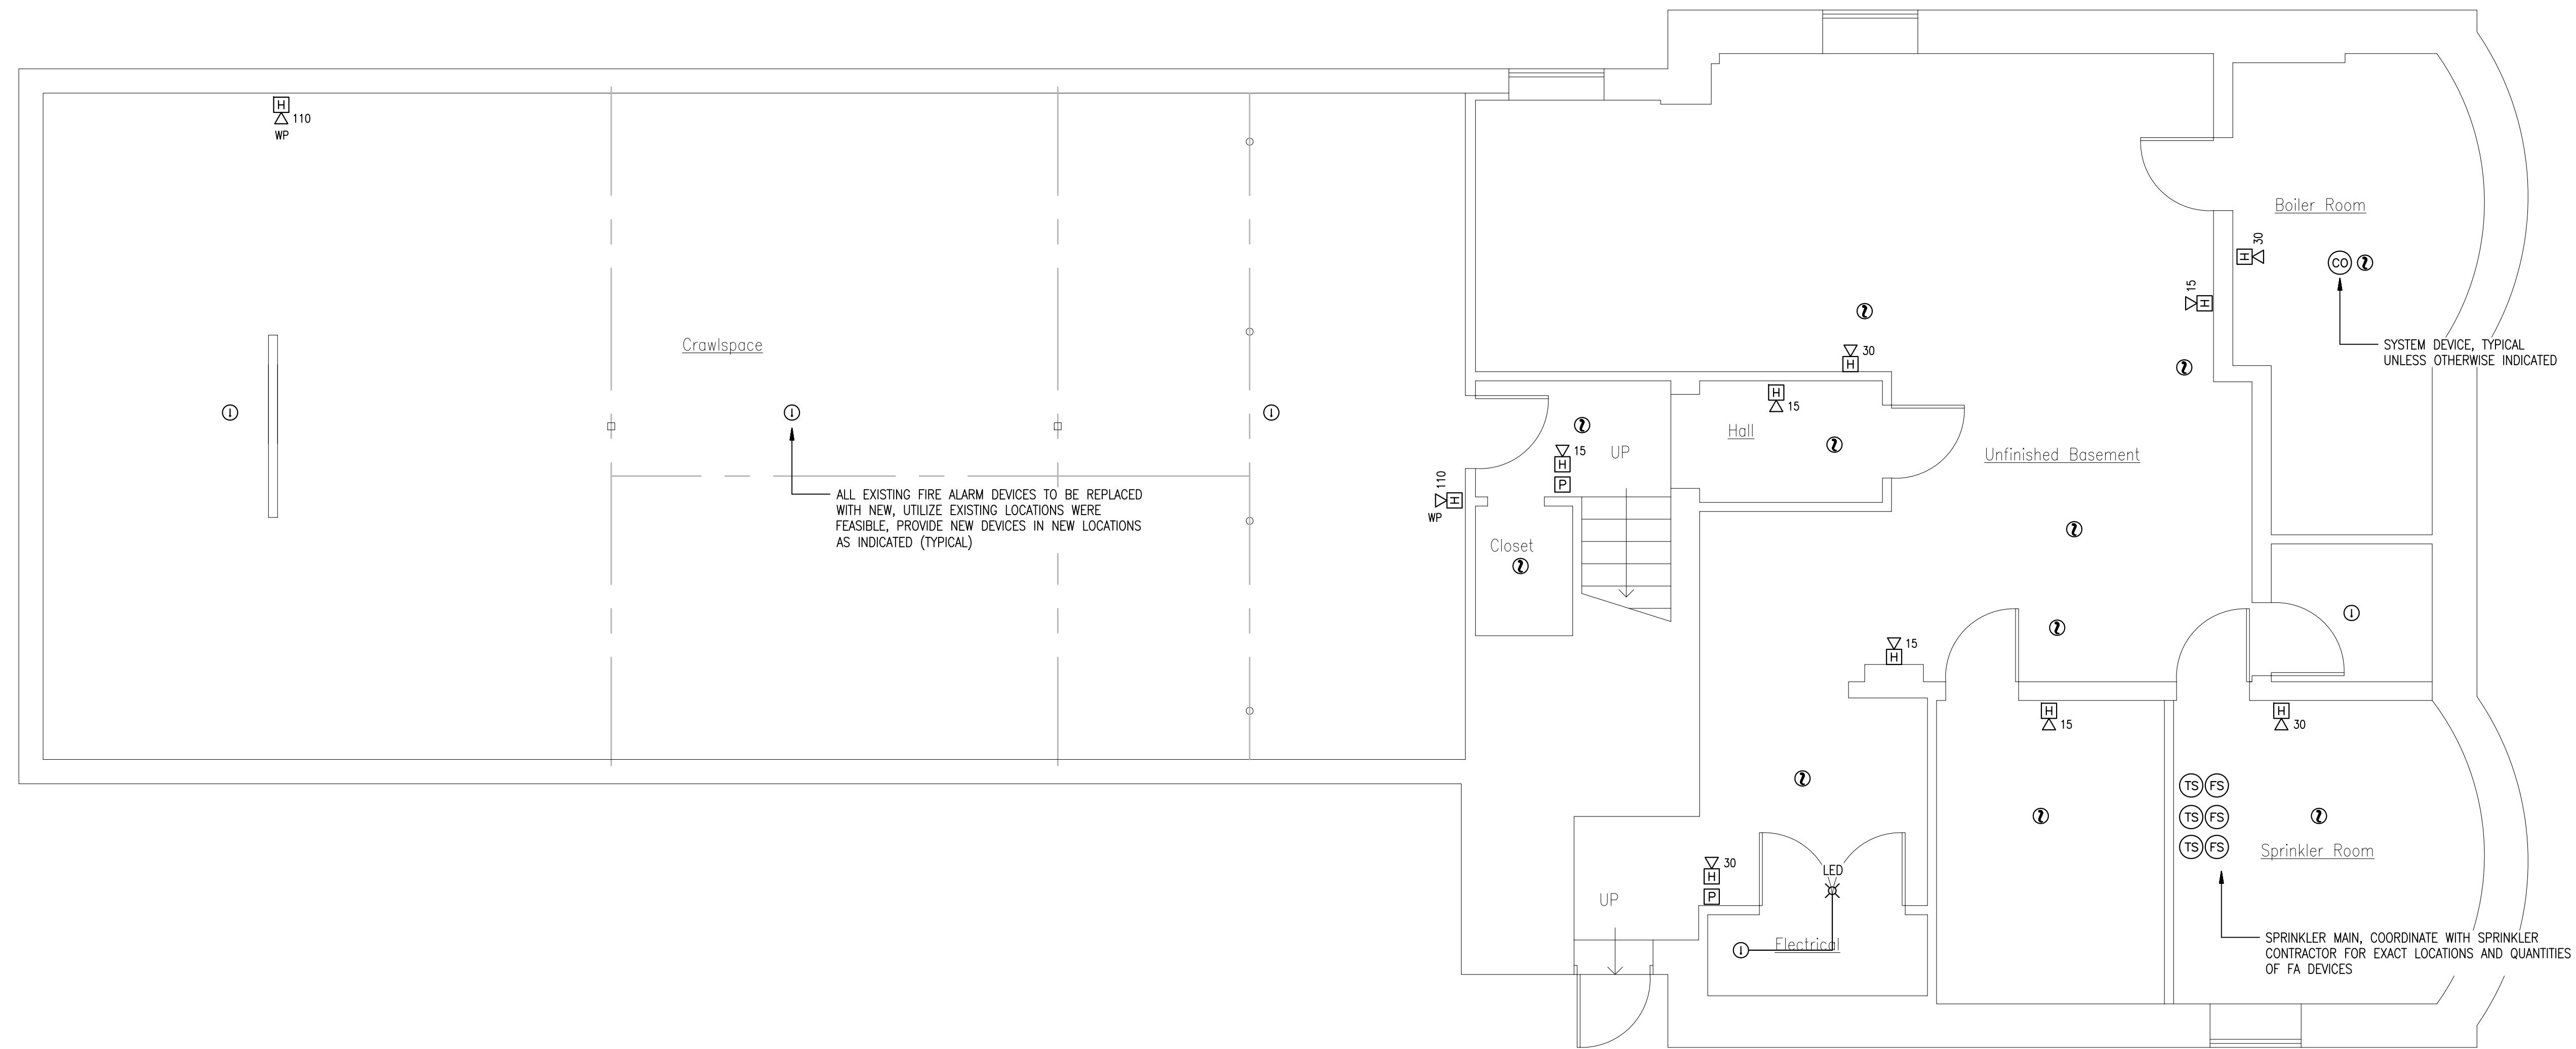 H
110
WP
Crawlspace
ALL EXISTING FIRE ALARM DEVICES TO BE REPLACED
WITH NEW, UTILIZE EXISTING LOCATIONS WERE
FEASIBLE, PROVIDE NEW DEVICES IN NEW LOCATIONS
AS INDICATED (TYPICAL)
110
H
WP
15
H
P
UP
Closet
30
H
H
15
Hall
Unfinished Basement
15
H
Boiler Room
30
H
CO
SYSTEM DEVICE, TYPICAL
UNLESS OTHERWISE INDICATED
15
H
H
15
H
30
TS FS
TS FS
TS FS
Sprinkler Room
SPRINKLER MAIN, COORDINATE WITH SPRINKLER
CONTRACTOR FOR EXACT LOCATIONS AND QUANTITIES
OF FA DEVICES
30
H
P
LED
UP
Electrical